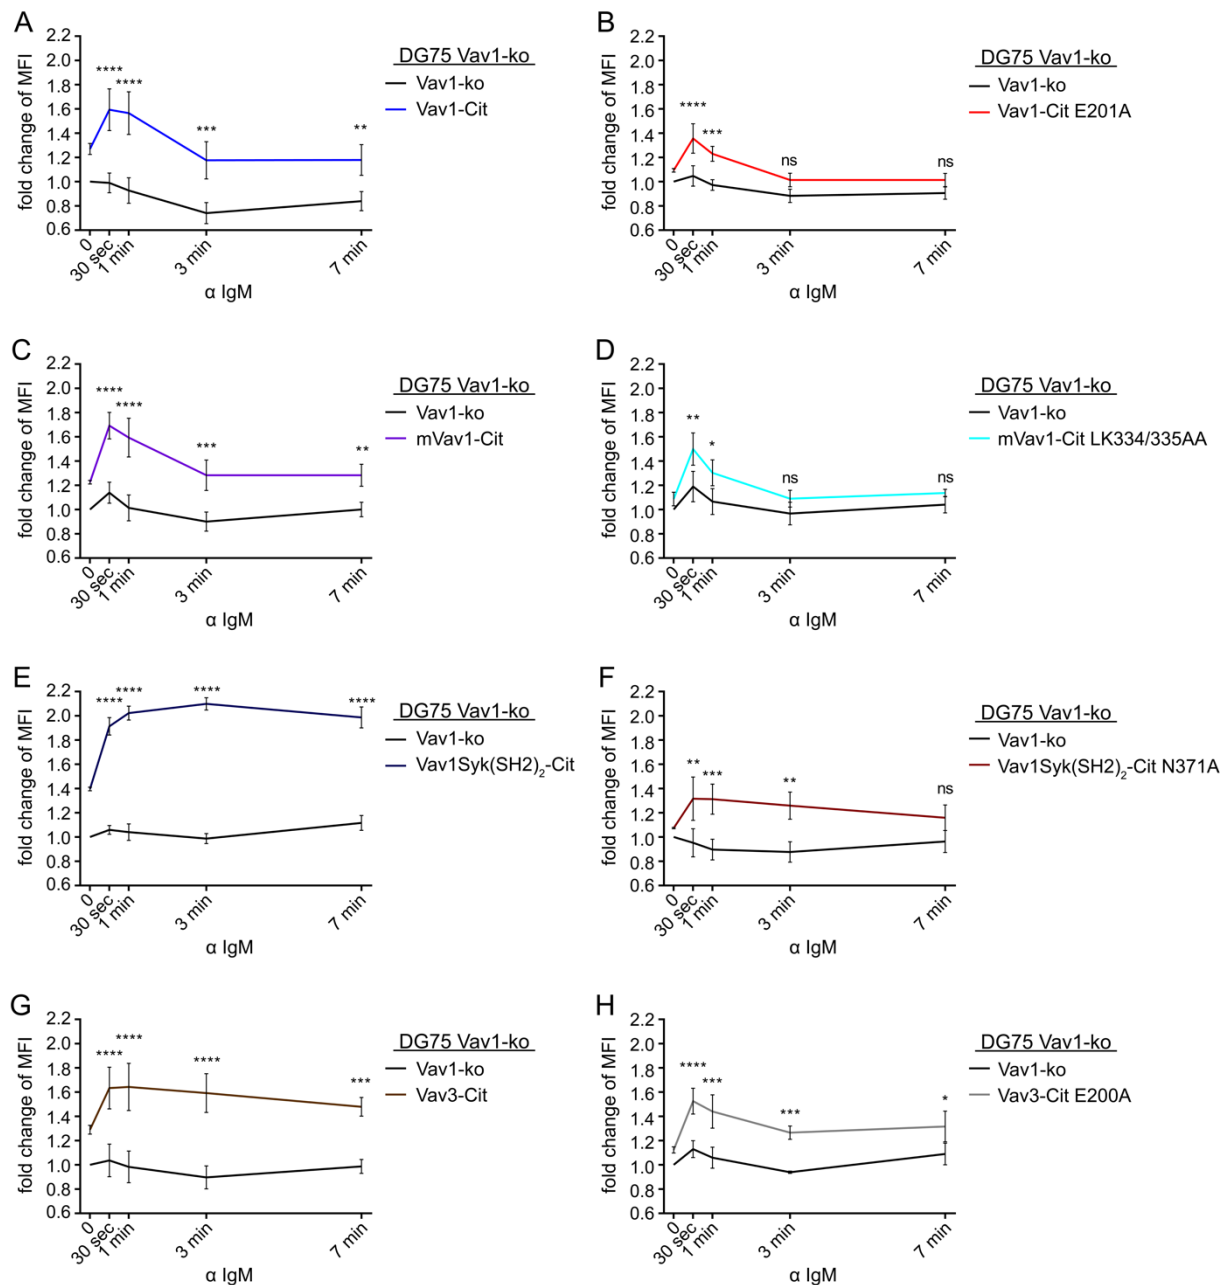 A
fold change of MFI
2.2
2.0
1.8
1.6
1.4
1.2
1.0
0.8
0.6
****
****
***
**
0
30 sec
1 min
3 min
7 min
α IgM
DG75 Vav1-ko
Vav1-ko
Vav1-Cit
B
fold change of MFI
2.2
2.0
1.8
1.6
1.4
1.2
1.0
0.8
0.6
****
***
ns
ns
0
30 sec
1 min
3 min
7 min
α IgM
DG75 Vav1-ko
Vav1-ko
Vav1-Cit E201A
C
fold change of MFI
2.2
2.0
1.8
1.6
1.4
1.2
1.0
0.8
0.6
****
****
***
**
0
30 sec
1 min
3 min
7 min
α IgM
DG75 Vav1-ko
Vav1-ko
mVav1-Cit
D
fold change of MFI
2.2
2.0
1.8
1.6
1.4
1.2
1.0
0.8
0.6
**
*
ns
ns
0
30 sec
1 min
3 min
7 min
α IgM
DG75 Vav1-ko
Vav1-ko
mVav1-Cit LK334/335AA
E
fold change of MFI
2.2
2.0
1.8
1.6
1.4
1.2
1.0
0.8
0.6
****
****
****
****
0
30 sec
1 min
3 min
7 min
α IgM
DG75 Vav1-ko
Vav1-ko
Vav1Syk(SH2)₂-Cit
F
fold change of MFI
2.2
2.0
1.8
1.6
1.4
1.2
1.0
0.8
0.6
**
***
**
ns
0
30 sec
1 min
3 min
7 min
α IgM
DG75 Vav1-ko
Vav1-ko
Vav1Syk(SH2)₂-Cit N371A
G
fold change of MFI
2.2
2.0
1.8
1.6
1.4
1.2
1.0
0.8
0.6
****
****
****
***
0
30 sec
1 min
3 min
7 min
α IgM
DG75 Vav1-ko
Vav1-ko
Vav3-Cit
H
fold change of MFI
2.2
2.0
1.8
1.6
1.4
1.2
1.0
0.8
0.6
****
***
***
*
0
30 sec
1 min
3 min
7 min
α IgM
DG75 Vav1-ko
Vav1-ko
Vav3-Cit E200A